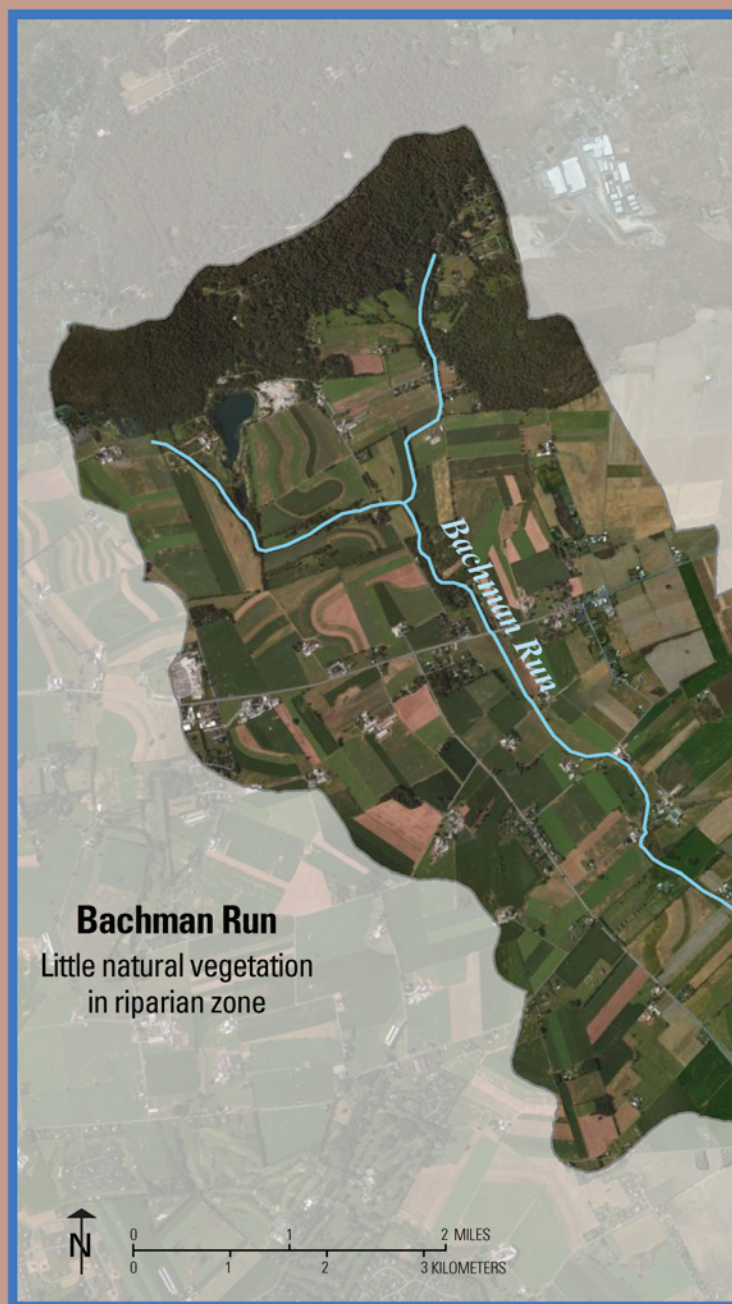 Bachman Run
Bachman Run
Little natural vegetation
in riparian zone
N
0 1 2 MILES
0 1 2 3 KILOMETERS